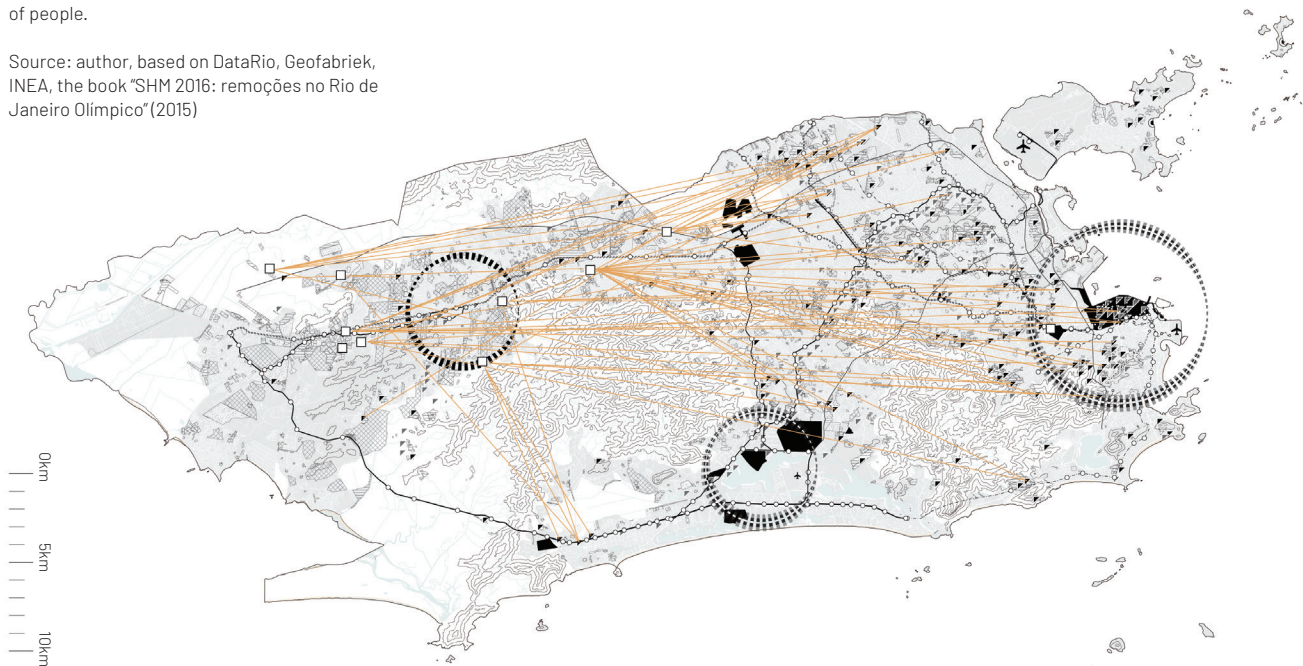 of people.
Source: author, based on DataRio, Geofabriek,
INEA, the book “SHM 2016: remoções no Rio de
Janeiro Olímpico” (2015)
0km
5km
10km